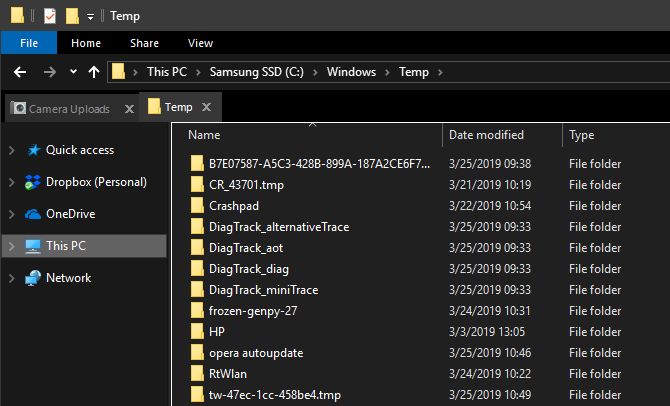 Temp
File Home Share View
This PC Samsung SSD (C:) Windows Temp
Camera Uploads Temp
Name Date modified Type
Quick access
Dropbox (Personal)
OneDrive
This PC
Network
B7E07587-A5C3-428B-899A-187A2CE6F7... 3/25/2019 09:38 File folder
CR_43701.tmp 3/21/2019 10:19 File folder
Crashpad 3/22/2019 10:54 File folder
DiagTrack_alternativeTrace 3/25/2019 09:33 File folder
DiagTrack_aot 3/25/2019 09:33 File folder
DiagTrack_diag 3/25/2019 09:33 File folder
DiagTrack_miniTrace 3/25/2019 09:33 File folder
frozen-genpy-27 3/24/2019 10:31 File folder
HP 3/3/2019 13:05 File folder
opera autoupdate 3/25/2019 10:46 File folder
RtWlan 3/24/2019 10:22 File folder
tw-47ec-1cc-458be4.tmp 3/25/2019 10:49 File folder